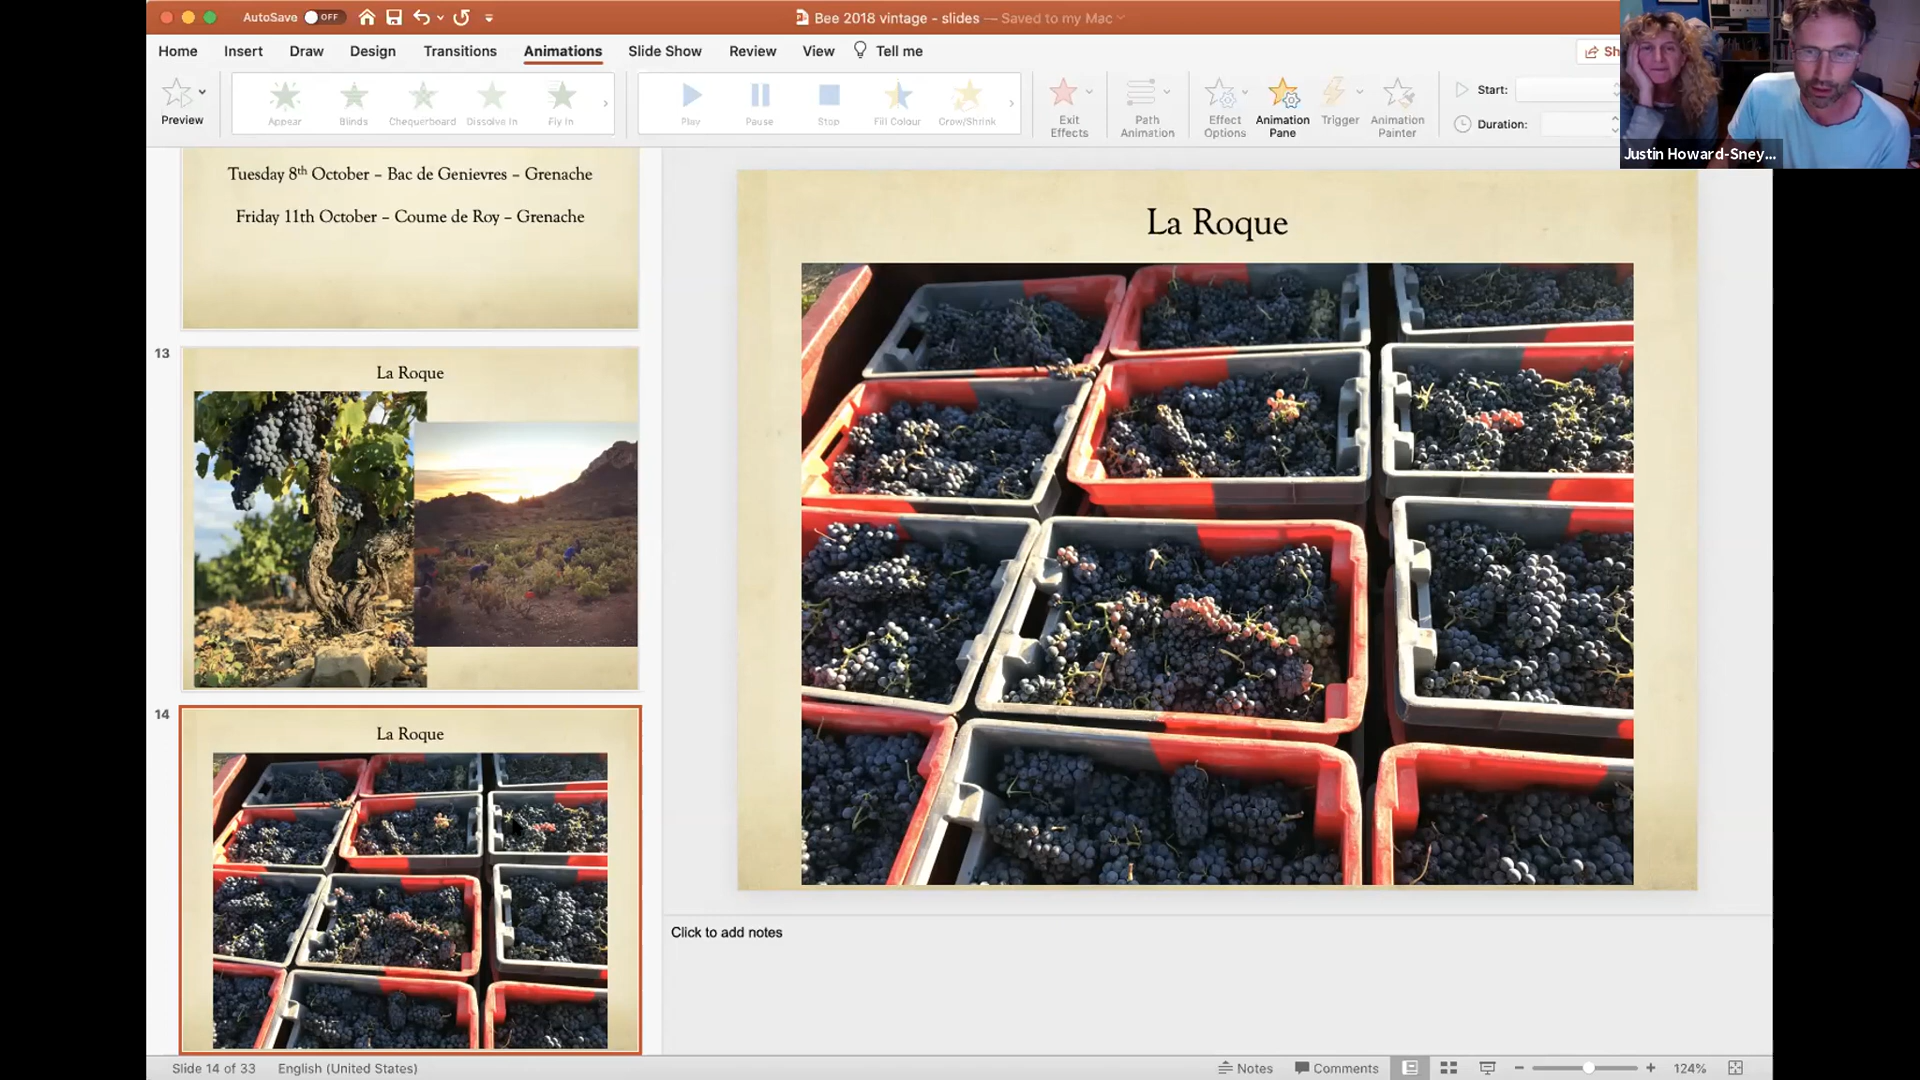 AutoSave OFF
Bee 2018 vintage - slides — Saved to my Mac
Home Insert Draw Design Transitions Animations Slide Show Review View Tell me
Sh
Preview
Appear Blinds Chequerboard Dissolve In Fly In
Play Pause Stop Fill Colour Grow/Shrink
Exit Effects
Path Animation
Effect Options
Animation Pane
Trigger
Animation Painter
Start:
Duration:
Justin Howard-Sney...
Tuesday 8th October – Bac de Genievres – Grenache
Friday 11th October – Coume de Roy – Grenache
13
La Roque
14
La Roque
La Roque
Click to add notes
Slide 14 of 33 English (United States) Notes Comments 124%